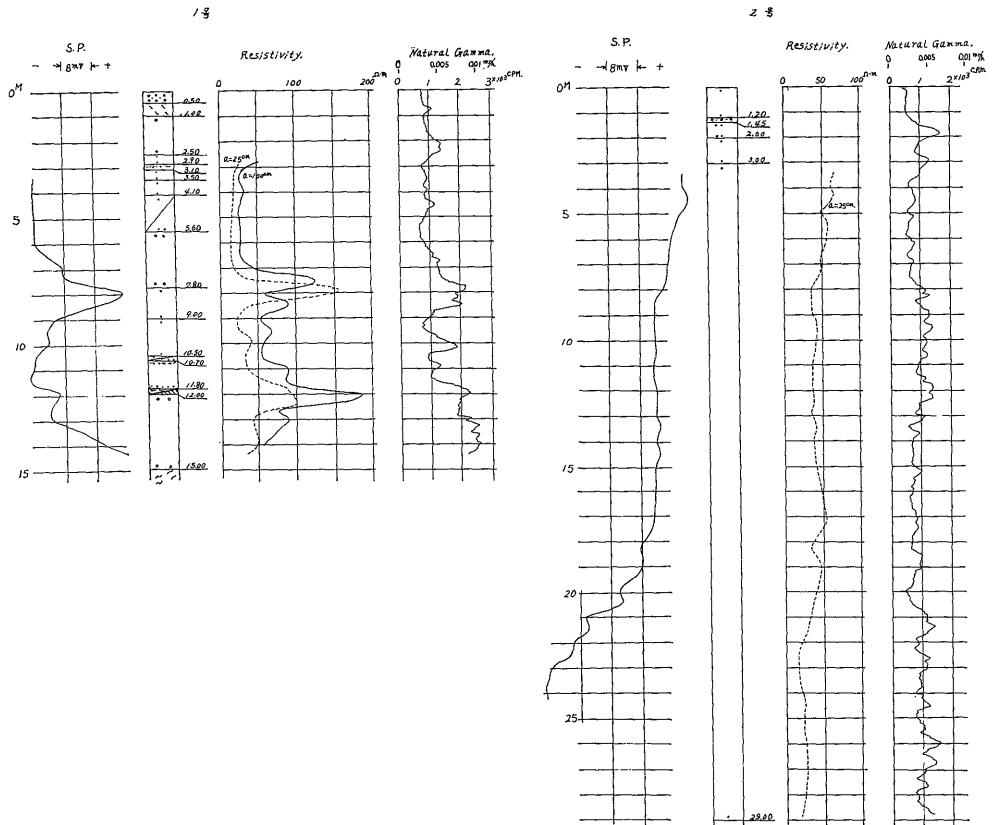 1号
S.P.
- →8mv← +
Resistivity.
0 100 200 Ω·m
Natural Gamma.
0 0.005 0.01 mR/h
0 1 2 3×10³ CPM.
0M
5
10
15
0.50
1.00
2.50
2.90
3.10
3.50
4.10
5.60
7.80
9.00
10.50
10.70
11.80
12.00
15.00
a=25cm
a=100cm
2号
S.P.
- →8mv← +
Resistivity.
0 50 100 Ω·m
Natural Gamma.
0 0.005 0.01 mR/h
0 1 2×10³ CPM.
0M
5
10
15
20
25
1.20
1.45
2.00
3.00
29.00
a=25cm